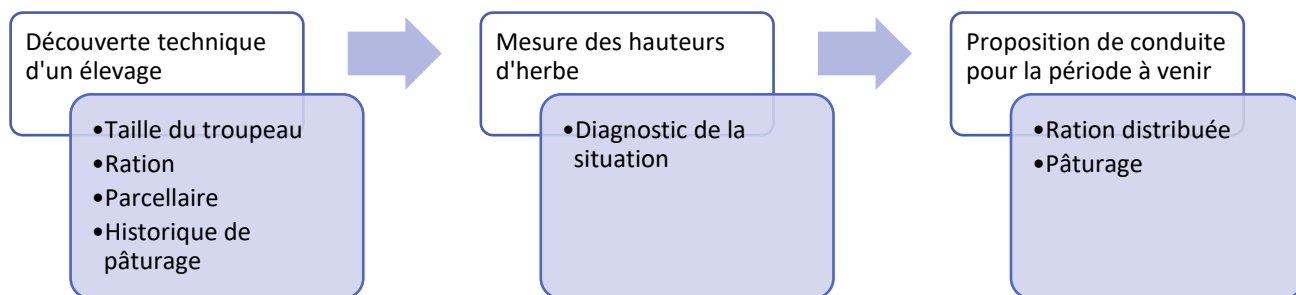 Découverte technique
d'un élevage
•Taille du troupeau
•Ration
•Parcellaire
•Historique de
pâturage
Mesure des hauteurs
d'herbe
•Diagnostic de la
situation
Proposition de conduite
pour la période à venir
•Ration distribuée
•Pâturage